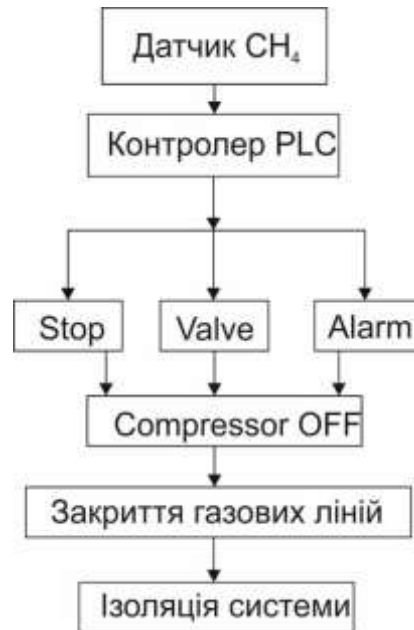 Датчик CH₄
Контролер PLC
Stop
Valve
Alarm
Compressor OFF
Закриття газових ліній
Ізоляція системи